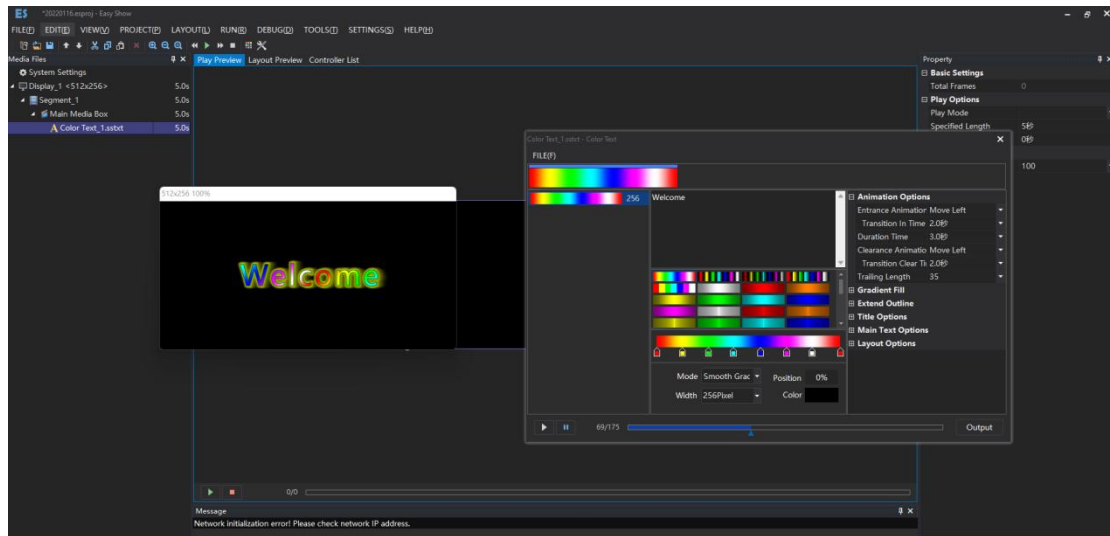 ES *20220116.esproj - Easy Show
FILE(F) EDIT(E) VIEW(V) PROJECT(P) LAYOUT(L) RUN(R) DEBUG(D) TOOLS(T) SETTINGS(S) HELP(H)
Media Files
Play Preview Layout Preview Controller List
Property
System Settings
Display_1 <512x256> 5.0s
Segment_1 5.0s
Main Media Box 5.0s
A Color Text_1.sstxt 5.0s
Basic Settings
Total Frames 0
Play Options
Play Mode
Specified Length 5秒
0秒
100
512x256 100%
Welcome
Color Text_1.sstxt - Color Text
FILE(F)
256
Welcome
Animation Options
Entrance Animatior Move Left
Transition In Time 2.0秒
Duration Time 3.0秒
Clearance Animatio Move Left
Transition Clear Ti 2.0秒
Trailing Length 35
Gradient Fill
Extend Outline
Title Options
Main Text Options
Layout Options
Mode Smooth Grac Position 0%
Width 256Pixel Color
69/175
Output
0/0
Message
Network initialization error! Please check network IP address.